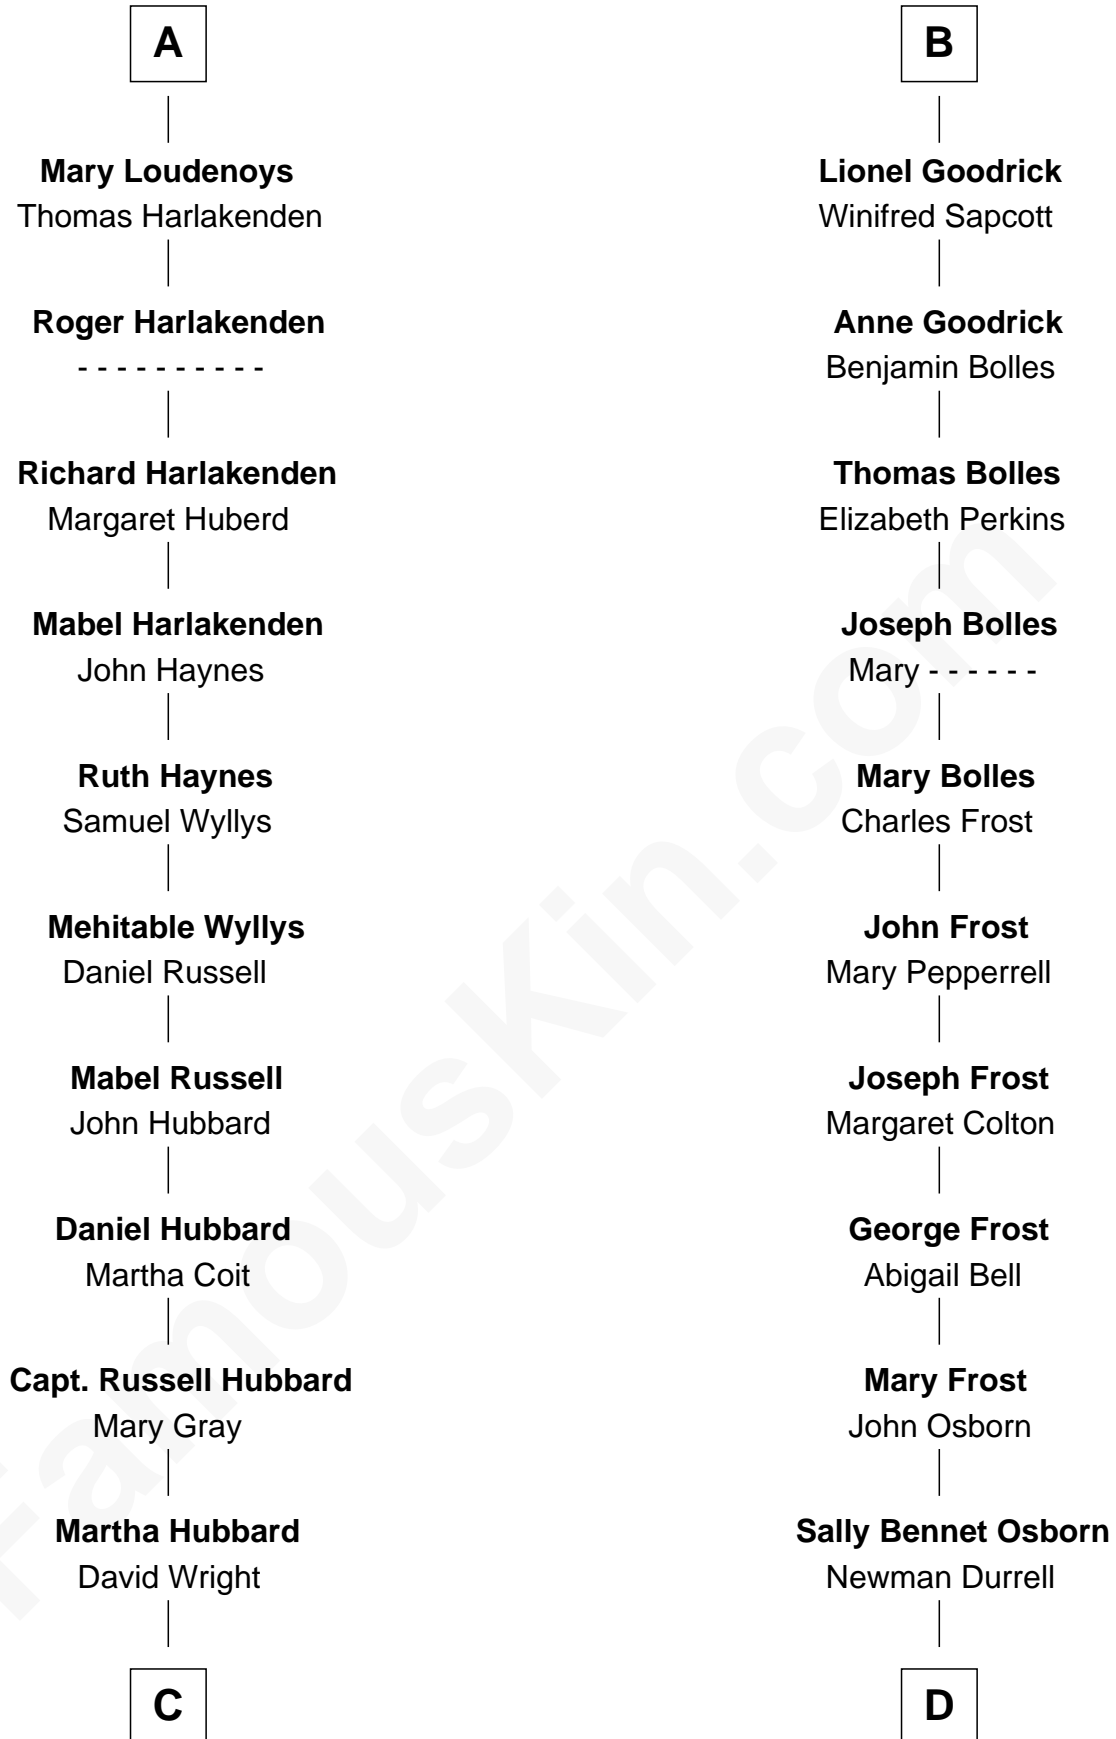 A
Mary Loudenoys
Thomas Harlakenden
Roger Harlakenden
- - - - - - - - - -
Richard Harlakenden
Margaret Huberd
Mabel Harlakenden
John Haynes
Ruth Haynes
Samuel Wyllys
Mehitable Wyllys
Daniel Russell
Mabel Russell
John Hubbard
Daniel Hubbard
Martha Coit
Capt. Russell Hubbard
Mary Gray
Martha Hubbard
David Wright
C
B
Lionel Goodrick
Winifred Sapcott
Anne Goodrick
Benjamin Bolles
Thomas Bolles
Elizabeth Perkins
Joseph Bolles
Mary - - - - - -
Mary Bolles
Charles Frost
John Frost
Mary Pepperrell
Joseph Frost
Margaret Colton
George Frost
Abigail Bell
Mary Frost
John Osborn
Sally Bennet Osborn
Newman Durrell
D
FamousKin.com